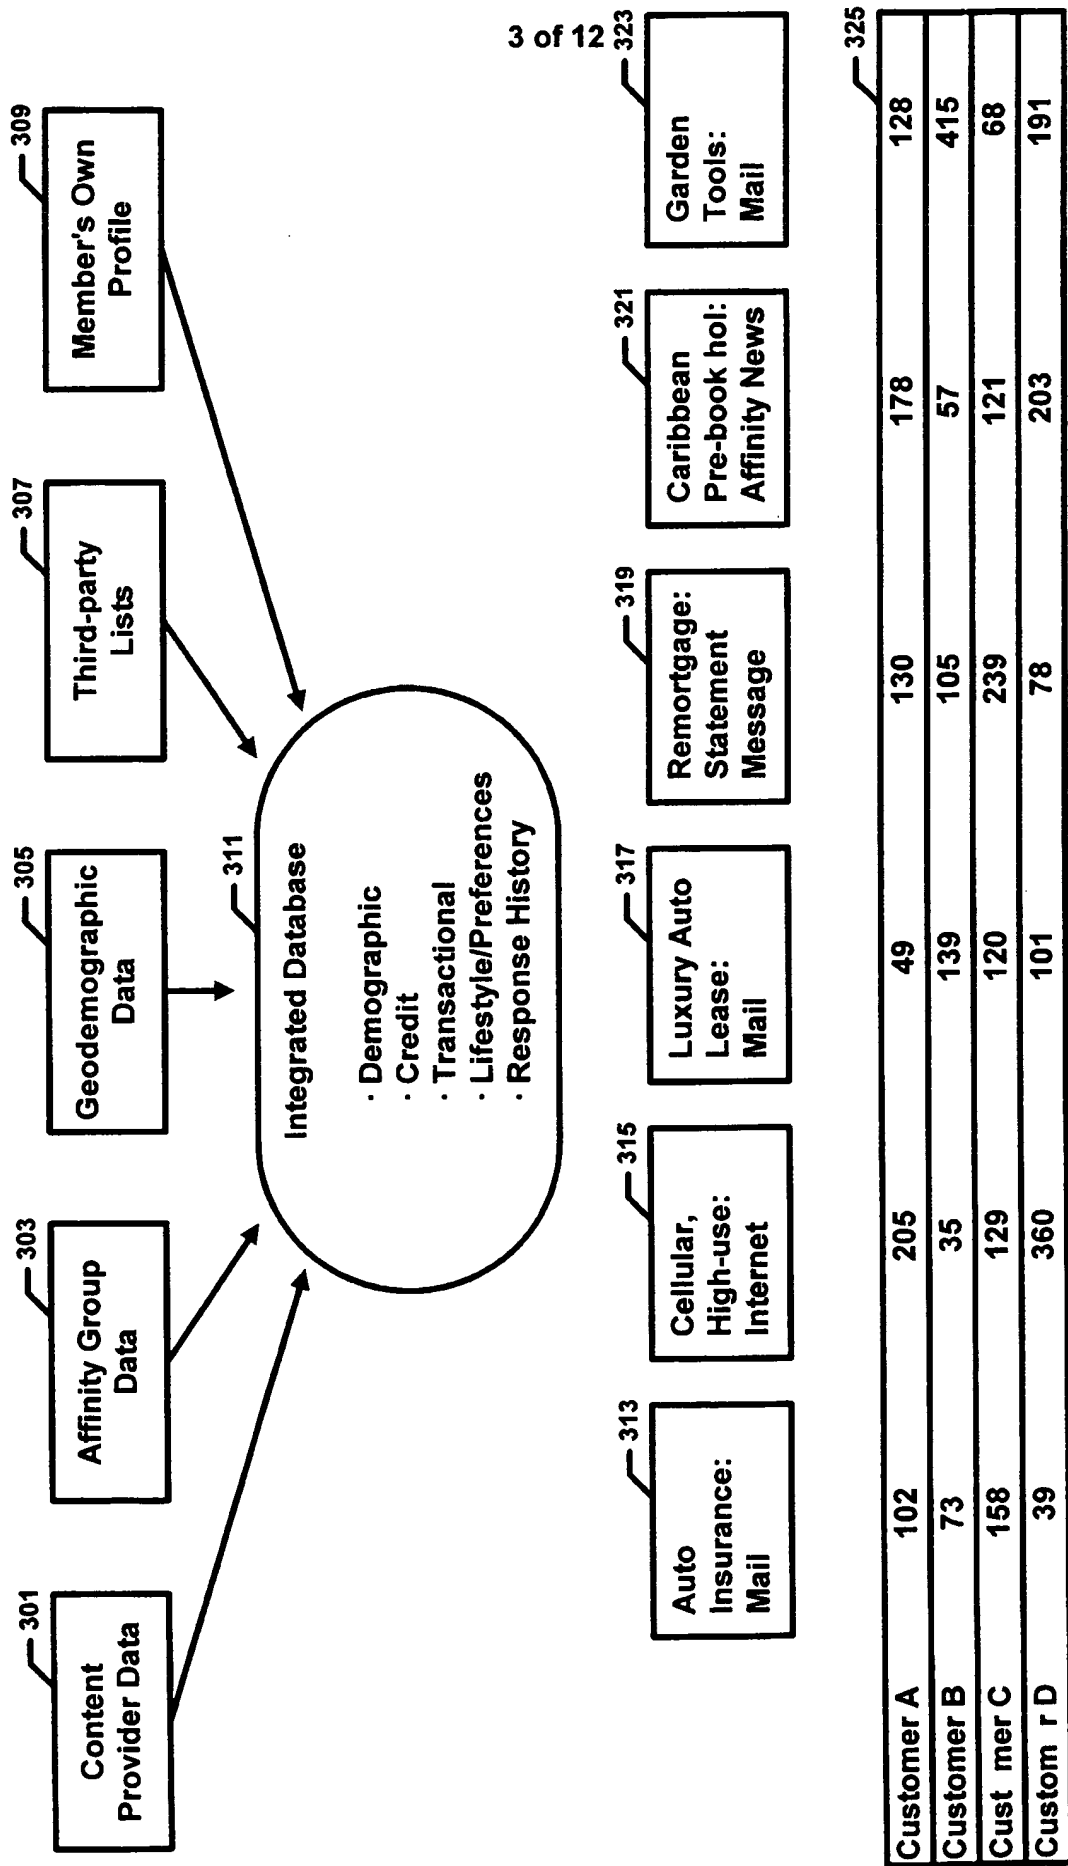 3 of 12
301
Content
Provider Data
303
Affinity Group
Data
305
Geodemographic
Data
307
Third-party
Lists
309
Member's Own
Profile
311
Integrated Database
· Demographic
· Credit
· Transactional
· Lifestyle/Preferences
· Response History
313
Auto
Insurance:
Mail
315
Cellular,
High-use:
Internet
317
Luxury Auto
Lease:
Mail
319
Remortgage:
Statement
Message
321
Caribbean
Pre-book hol:
Affinity News
323
Garden
Tools:
Mail
325
Customer A 102 205 49 130 178 128
Customer B 73 35 139 105 57 415
Cust mer C 158 129 120 239 121 68
Custom r D 39 360 101 78 203 191